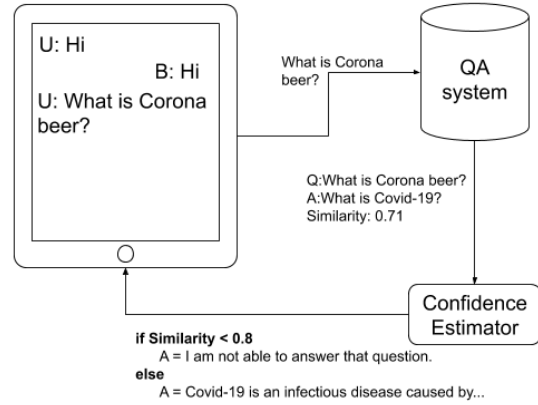 U: Hi
B: Hi
U: What is Corona
beer?
What is Corona
beer?
QA
system
Q:What is Corona beer?
A:What is Covid-19?
Similarity: 0.71
Confidence
Estimator
if Similarity < 0.8
A = I am not able to answer that question.
else
A = Covid-19 is an infectious disease caused by...